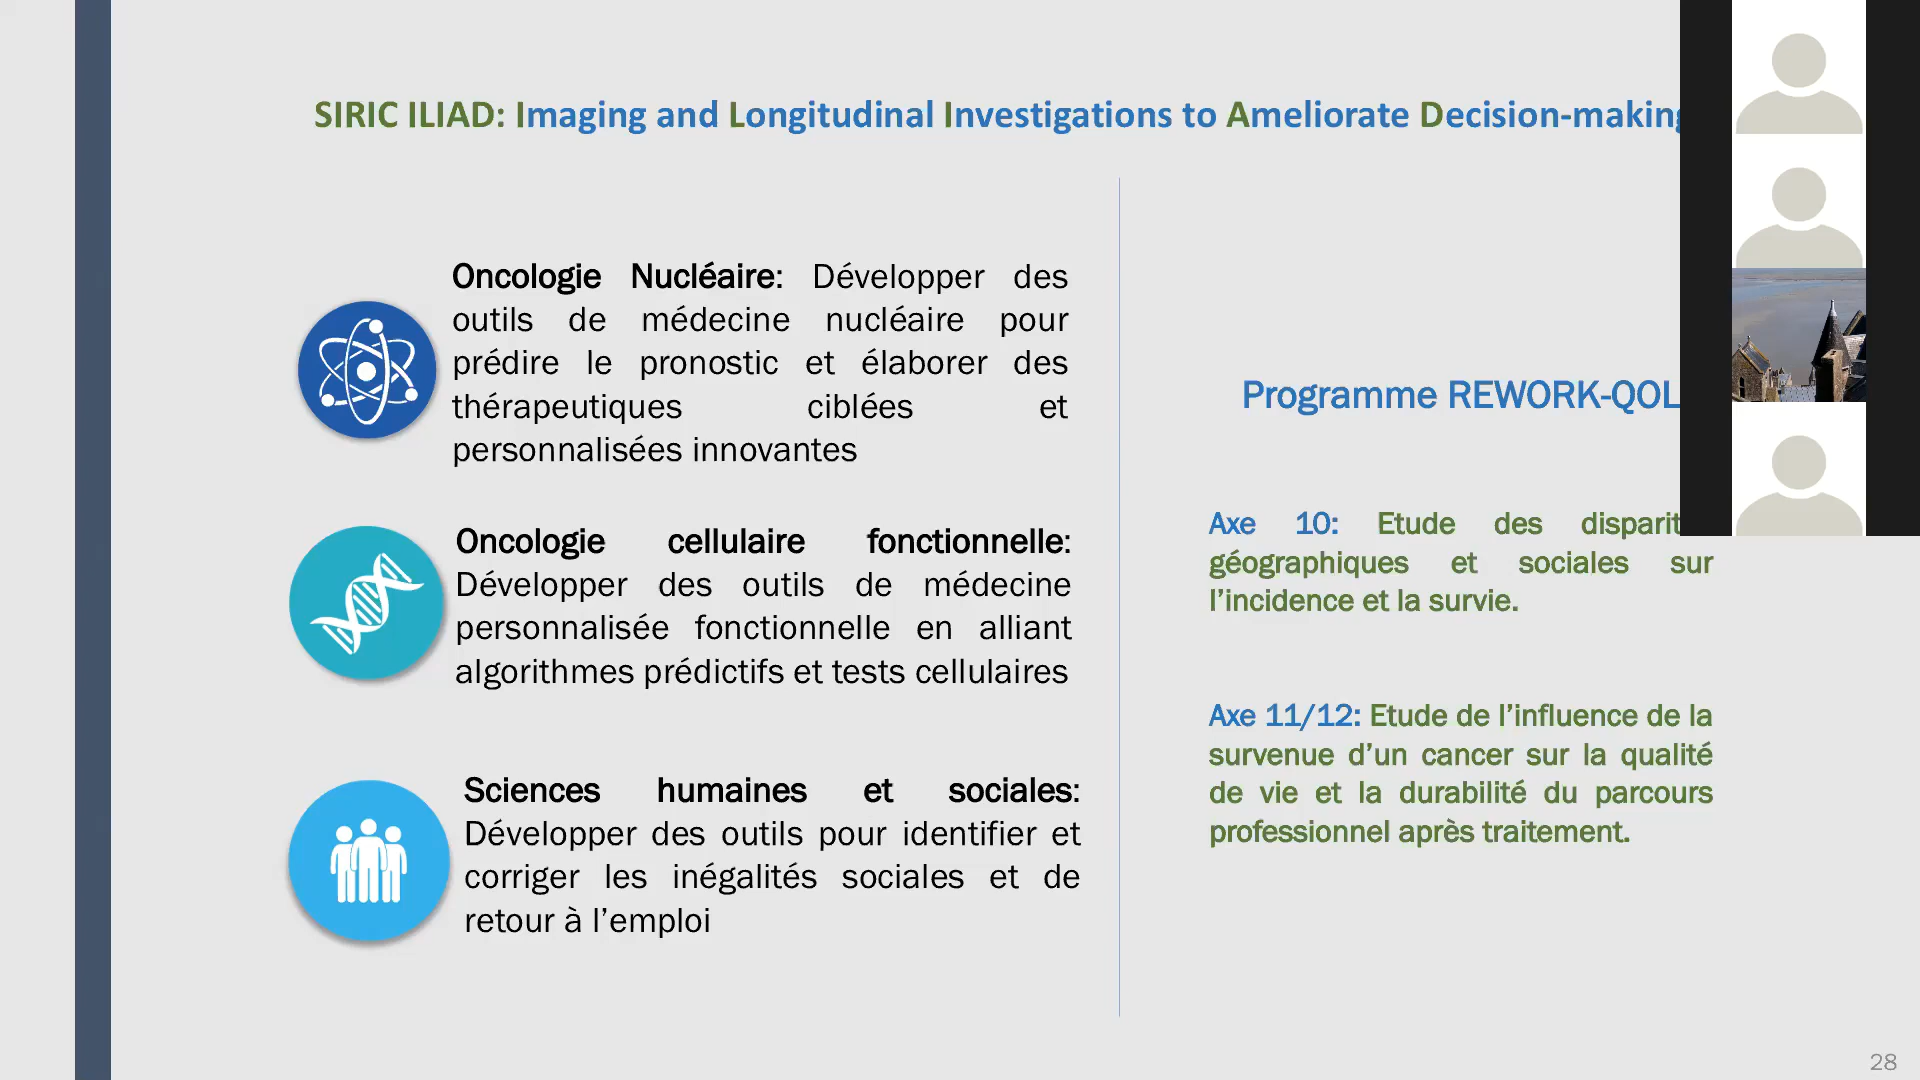 SIRIC ILIAD: Imaging and Longitudinal Investigations to Ameliorate Decision-making
Oncologie Nucléaire: Développer des
outils de médecine nucléaire pour
prédire le pronostic et élaborer des
thérapeutiques ciblées et
personnalisées innovantes
Oncologie cellulaire fonctionnelle:
Développer des outils de médecine
personnalisée fonctionnelle en alliant
algorithmes prédictifs et tests cellulaires
Sciences humaines et sociales:
Développer des outils pour identifier et
corriger les inégalités sociales et de
retour à l’emploi
Programme REWORK-QOL
Axe 10: Etude des
géographiques et sociales sur
l’incidence et la survie.
Axe 11/12: Etude de l’influence de la
survenue d’un cancer sur la qualité
de vie et la durabilité du parcours
professionnel après traitement.
28